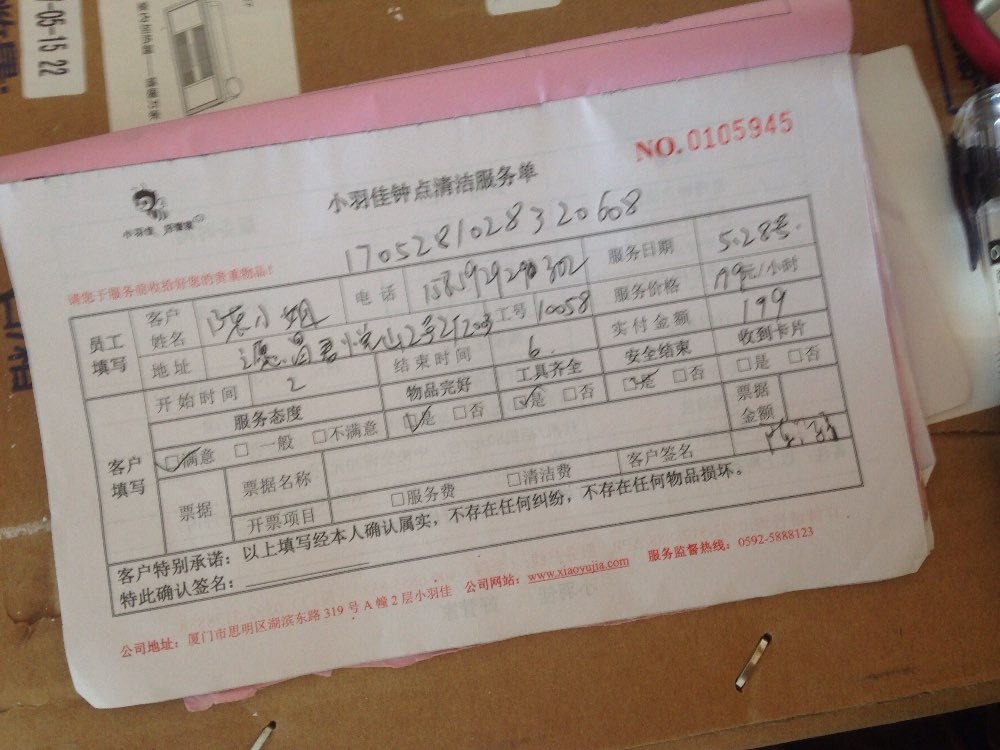 -05-15 22
NO.0105945
小羽佳钟点清洁服务单
小羽佳
170528102832060 8
请您于服务前收拾好您的贵重物品!
员工填写 客户姓名 陈小姐 电话 服务日期 5.28号.
地址 工号 10058 服务价格 元/小时
开始时间 2 结束时间 6. 实付金额 199
客户填写 服务态度 物品完好 工具齐全 安全结束 收到卡片
□满意 □一般 □不满意 □是 □否 □是 □否 □是 □否 □是 □否
票据 票据名称 票据金额
开票项目 □服务费 □清洁费 客户签名
客户特别承诺：以上填写经本人确认属实，不存在任何纠纷，不存在任何物品损坏。
特此确认签名：
公司地址：厦门市思明区湖滨东路319号A幢2层小羽佳 公司网站：www.xiaoyujia.com 服务监督热线：0592-5888123